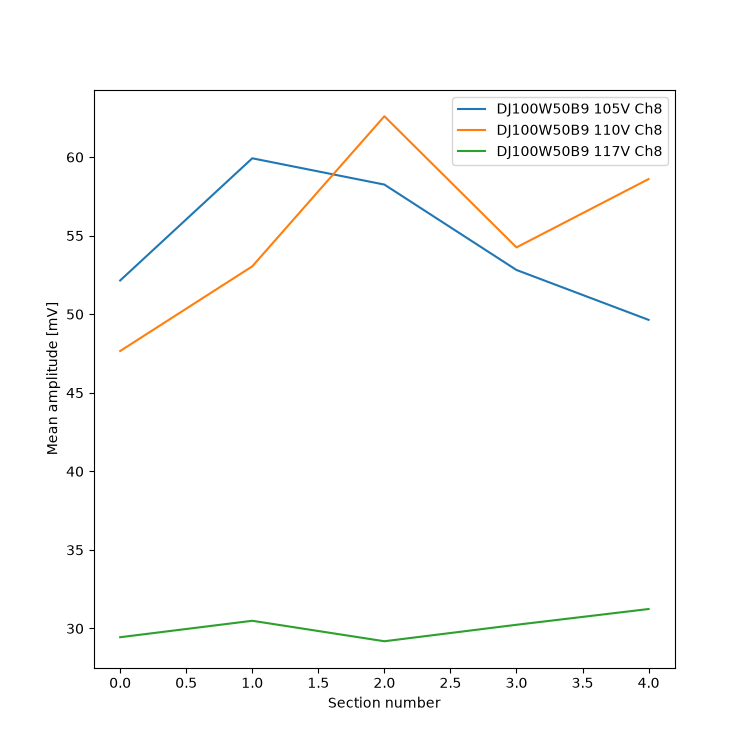 DJ100W50B9 105V Ch8
DJ100W50B9 110V Ch8
DJ100W50B9 117V Ch8
60
55
50
45
40
35
30
Mean amplitude [mV]
0.0 0.5 1.0 1.5 2.0 2.5 3.0 3.5 4.0
Section number